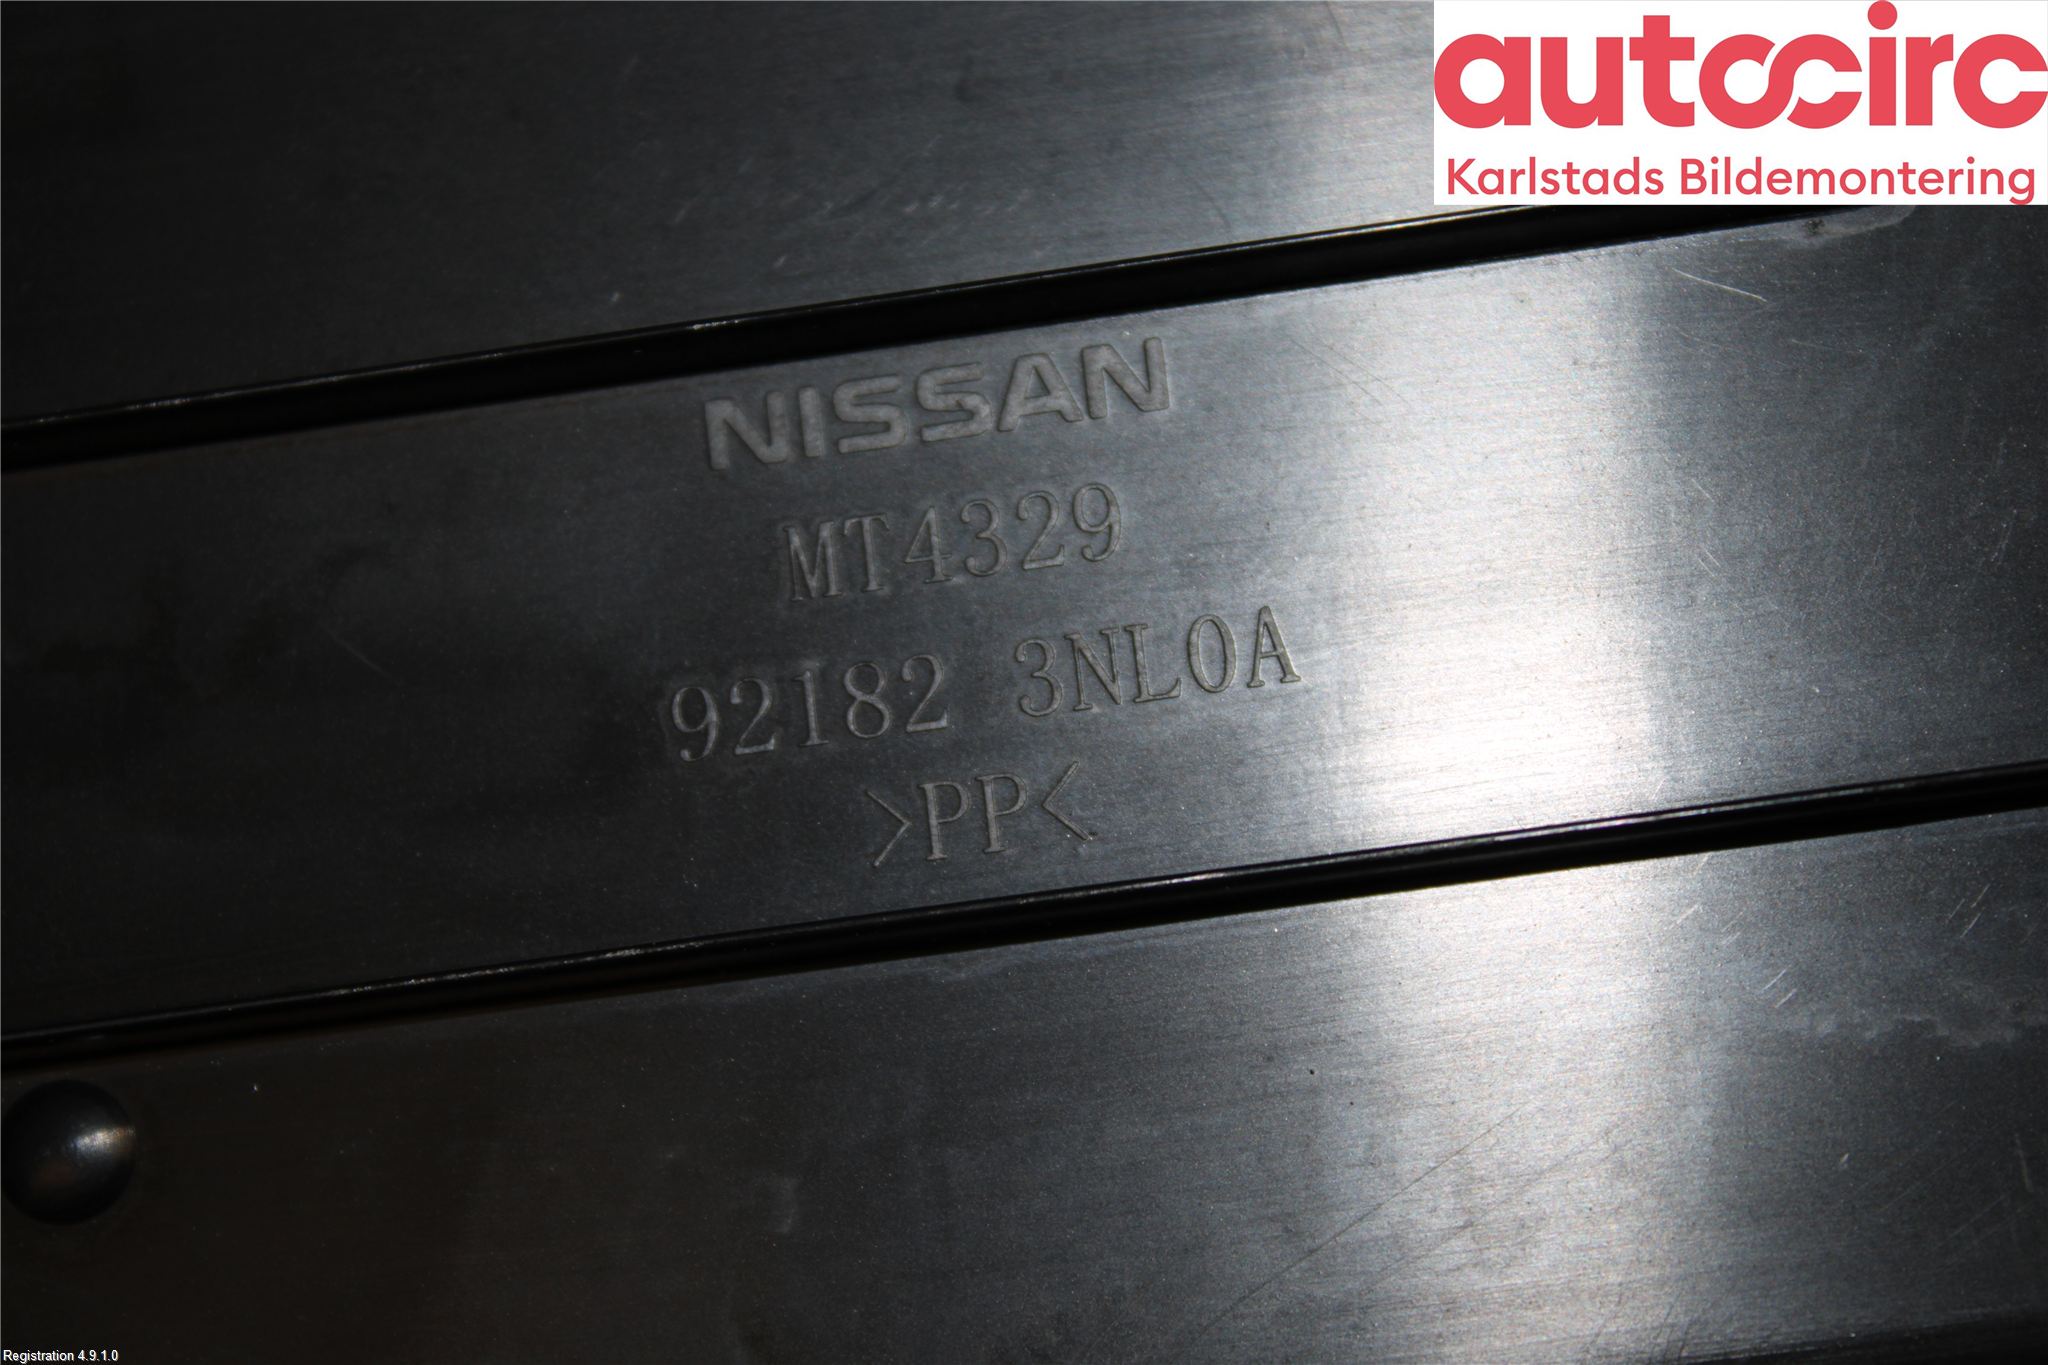 autocirc
Karlstads Bildemontering
NISSAN
MT4329
92182 3NL0A
>PP<
Registration 4.9.1.0